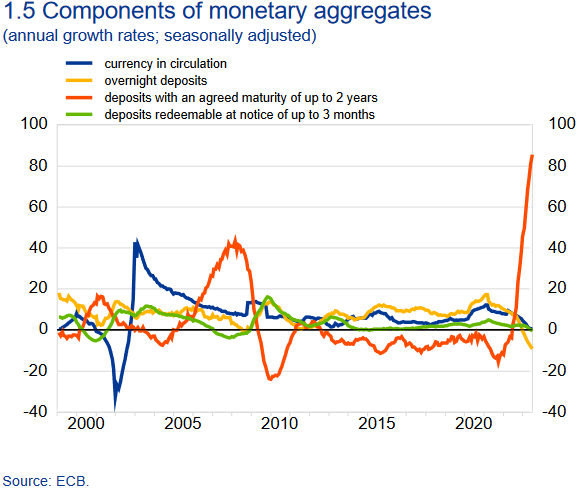 1.5 Components of monetary aggregates
(annual growth rates; seasonally adjusted)
currency in circulation
overnight deposits
deposits with an agreed maturity of up to 2 years
deposits redeemable at notice of up to 3 months
100 100
80 80
60 60
40 40
20 20
0 0
-20 -20
-40 -40
2000 2005 2010 2015 2020
Source: ECB.